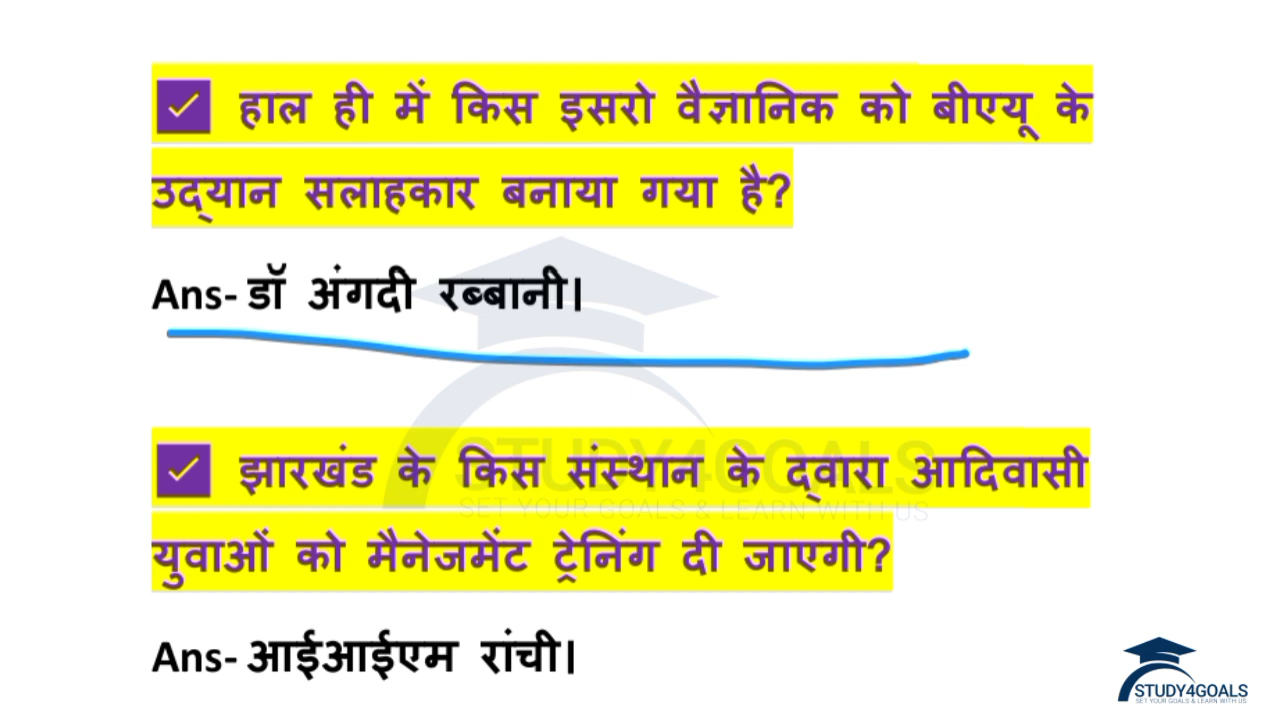 हाल ही में किस इसरो वैज्ञानिक को बीएयू के
उद्यान सलाहकार बनाया गया है?
Ans- डॉ अंगदी रब्बानी।
झारखंड के किस संस्थान के द्वारा आदिवासी
युवाओं को मैनेजमेंट ट्रेनिंग दी जाएगी?
STUDY4GOALS
SET YOUR GOALS & LEARN WITH US
Ans- आईआईएम रांची।
STUDY4GOALS
SET YOUR GOALS & LEARN WITH US